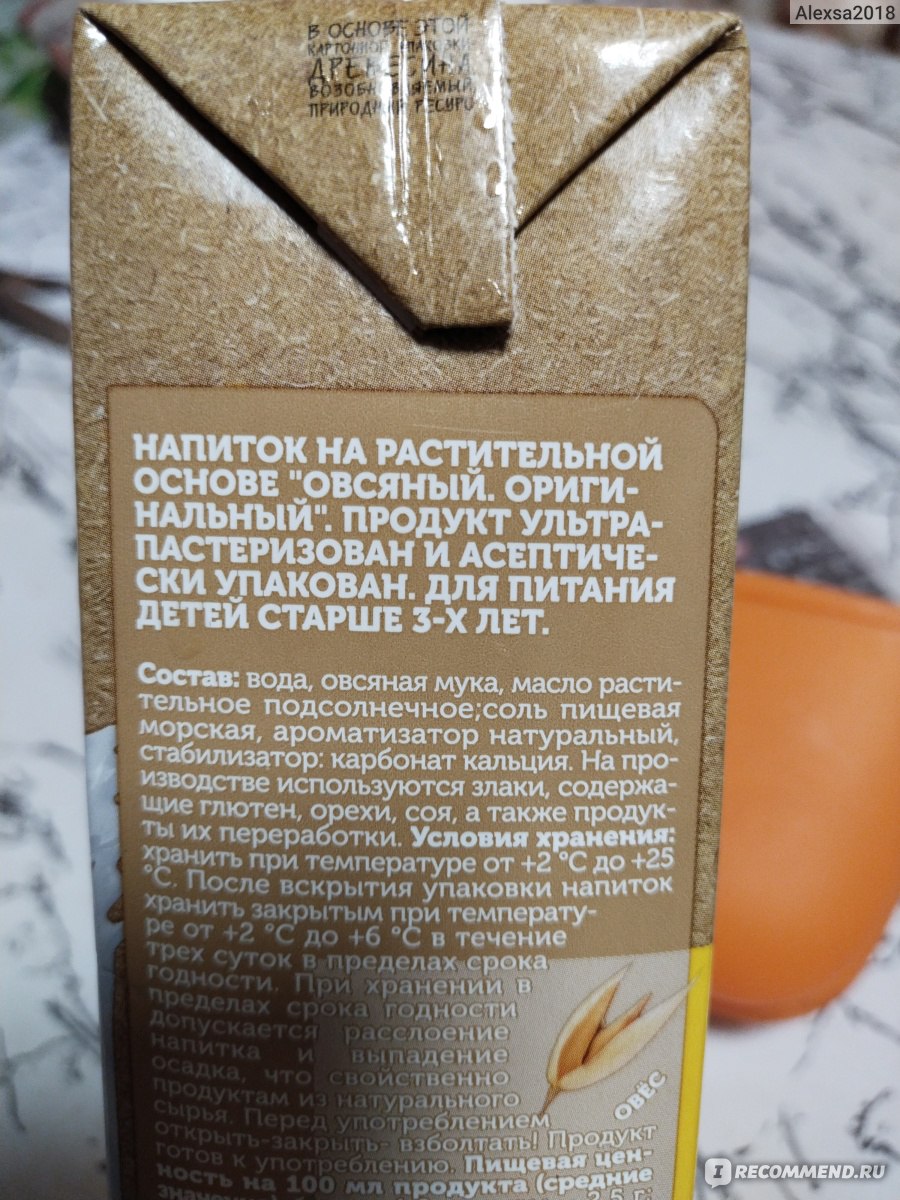 Alexsa2018
В ОСНОВЕ ЭТОЙ
КАРТОННОЙ УПАКОВКИ
ДРЕВЕСИНА
ВОЗОБНОВЛЯЕМЫЙ
ПРИРОДНЫЙ РЕСУРС
НАПИТОК НА РАСТИТЕЛЬНОЙ
ОСНОВЕ "ОВСЯНЫЙ. ОРИГИ-
НАЛЬНЫЙ". ПРОДУКТ УЛЬТРА-
ПАСТЕРИЗОВАН И АСЕПТИЧЕ-
СКИ УПАКОВАН. ДЛЯ ПИТАНИЯ
ДЕТЕЙ СТАРШЕ 3-Х ЛЕТ.
Состав: вода, овсяная мука, масло расти-
тельное подсолнечное;соль пищевая
морская, ароматизатор натуральный,
стабилизатор: карбонат кальция. На про-
изводстве используются злаки, содержа-
щие глютен, орехи, соя, а также продук-
ты их переработки. Условия хранения:
хранить при температуре от +2 °С до +25
°С. После вскрытия упаковки напиток
хранить закрытым при температу-
ре от +2 °С до +6 °С в течение
трех суток в пределах срока
годности. При хранении в
пределах срока годности
допускается расслоение
напитка и выпадение
осадка, что свойственно
продуктам из натурального
сырья. Перед употреблением
открыть-закрыть- взболтать! Продукт
готов к употреблению. Пищевая цен-
ность на 100 мл продукта (средние
ОВЁС
I RECOMMEND.RU